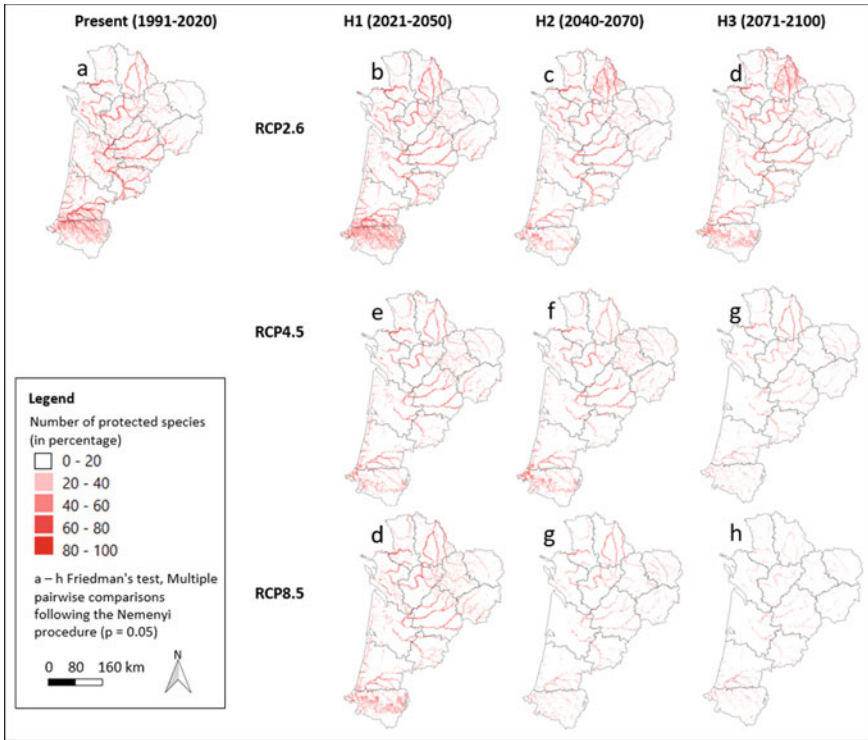 Present (1991-2020) H1 (2021-2050) H2 (2040-2070) H3 (2071-2100)
a b c d
RCP2.6
e f g
RCP4.5
d g h
RCP8.5
Legend
Number of protected species
(in percentage)
0 - 20
20 - 40
40 - 60
60 - 80
80 - 100
a – h Friedman's test, Multiple
pairwise comparisons
following the Nemenyi
procedure (p = 0.05)
N
0 80 160 km